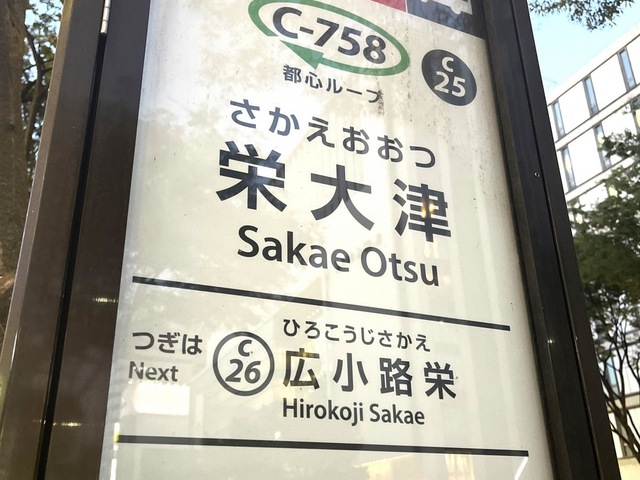 C-758
都心ループ
C
25
さかえおおつ
栄大津
Sakae Otsu
つぎは
Next
C
26
ひろこうじさかえ
広小路栄
Hirokoji Sakae